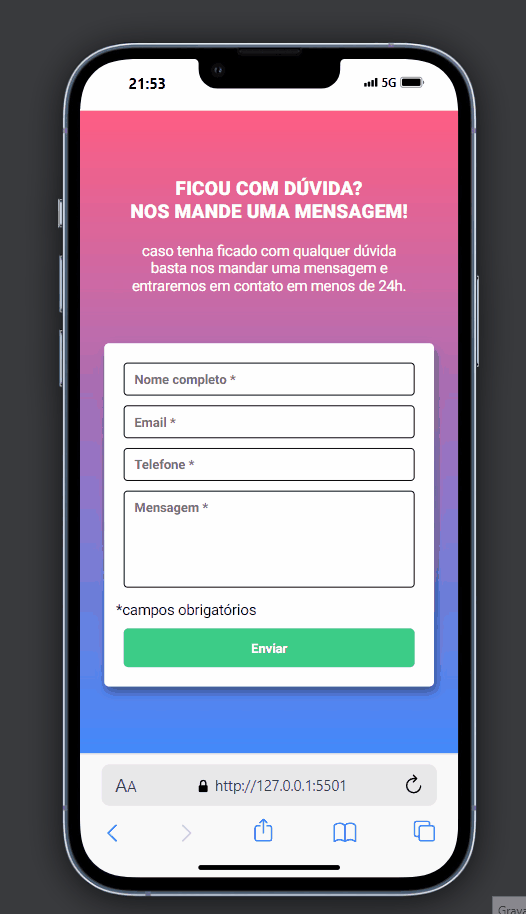 21:53
5G
FICOU COM DÚVIDA?
NOS MANDE UMA MENSAGEM!
caso tenha ficado com qualquer dúvida
basta nos mandar uma mensagem e
entraremos em contato em menos de 24h.
Nome completo *
Email *
Telefone *
Mensagem *
*campos obrigatórios
Enviar
AA
http://127.0.0.1:5501